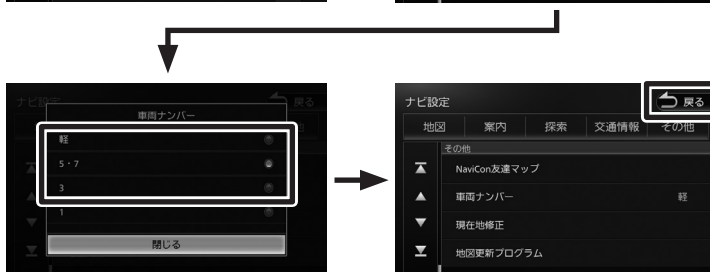 ナビ設定
戻る
車両ナンバー
軽
5・7
3
1
閉じる
ナビ設定
戻る
地図 案内 探索 交通情報 その他
その他
NaviCon友達マップ
車両ナンバー 軽
現在地修正
地図更新プログラム